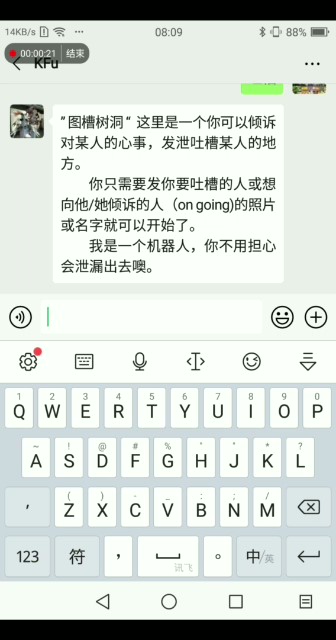 14KB/s ··· 08:09 88%
00:00:21 结束
KFu ···
"图槽树洞" 这里是一个你可以倾诉
对某人的心事，发泄吐槽某人的地
方。
你只需要发你要吐槽的人或想
向他/她倾诉的人（on going)的照片
或名字就可以开始了。
我是一个机器人，你不用担心
会泄漏出去噢。
1 2 3 4 5 6 7 8 9 0
Q W E R T Y U I O P
~ ! @ # % ' " * ?
A S D F G H J K L
( ) - _ : ; /
' Z X C V B N M
123 符 ， 讯飞 。 中/英